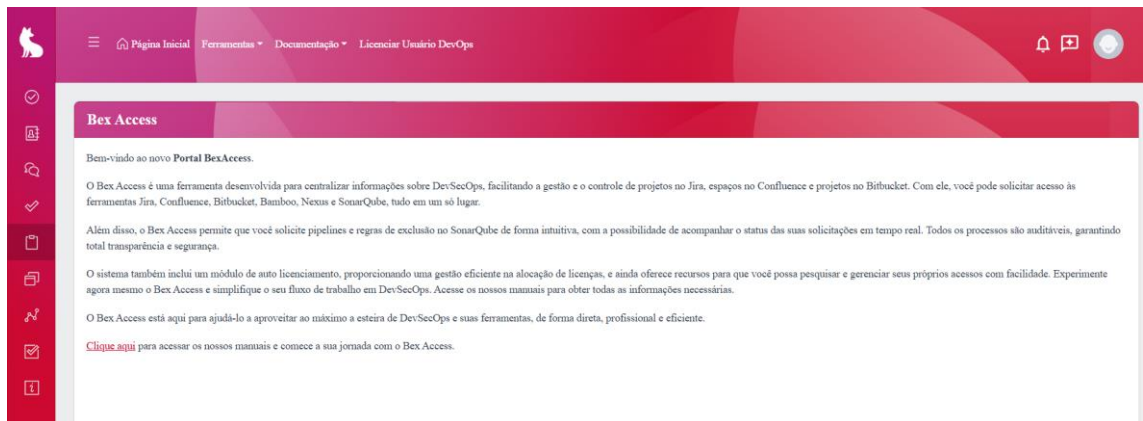 Página Inicial Ferramentas Documentação Licenciar Usuário DevOps
Bex Access
Bem-vindo ao novo Portal BexAccess.
O Bex Access é uma ferramenta desenvolvida para centralizar informações sobre DevSecOps, facilitando a gestão e o controle de projetos no Jira, espaços no Confluence e projetos no Bitbucket. Com ele, você pode solicitar acesso às
ferramentas Jira, Confluence, Bitbucket, Bamboo, Nexus e SonarQube, tudo em um só lugar.
Além disso, o Bex Access permite que você solicite pipelines e regras de exclusão no SonarQube de forma intuitiva, com a possibilidade de acompanhar o status das suas solicitações em tempo real. Todos os processos são auditáveis, garantindo
total transparência e segurança.
O sistema também inclui um módulo de auto licenciamento, proporcionando uma gestão eficiente na alocação de licenças, e ainda oferece recursos para que você possa pesquisar e gerenciar seus próprios acessos com facilidade. Experimente
agora mesmo o Bex Access e simplifique o seu fluxo de trabalho em DevSecOps. Acesse os nossos manuais para obter todas as informações necessárias.
O Bex Access está aqui para ajudá-lo a aproveitar ao máximo a esteira de DevSecOps e suas ferramentas, de forma direta, profissional e eficiente.
Clique aqui para acessar os nossos manuais e comece a sua jornada com o Bex Access.